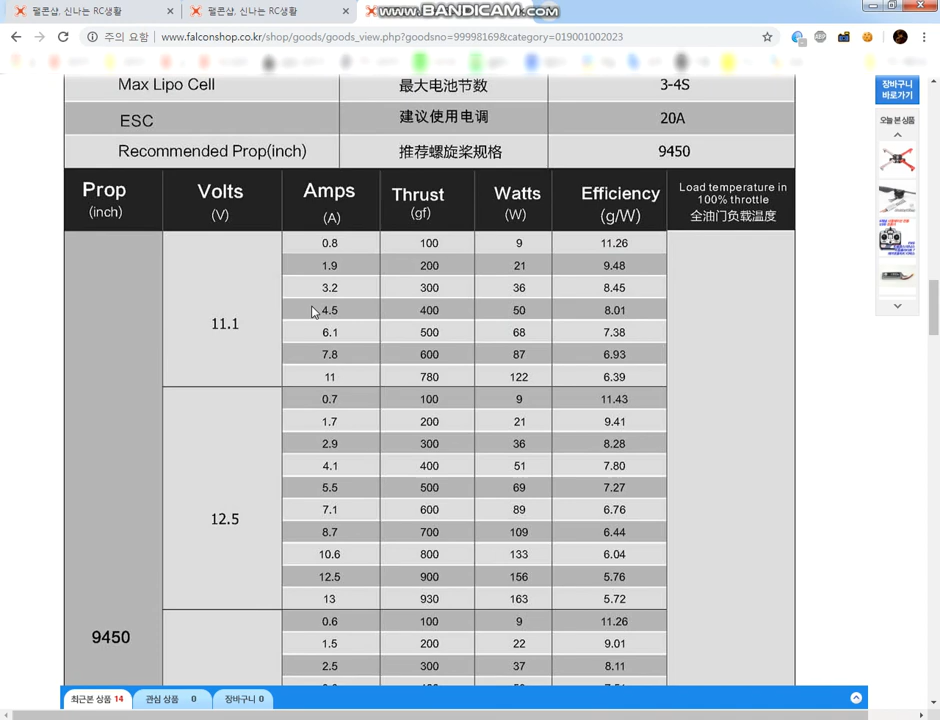 팰콘샵, 신나는 RC생활 × 팰콘샵, 신나는 RC생활 × www.BANDICAM.com
주의 요함 www.falconshop.co.kr/shop/goods/goods_view.php?goodsno=99998169&category=019001002023
Max Lipo Cell 最大电池节数 3-4S
ESC 建议使用电调 20A
Recommended Prop(inch) 推荐螺旋桨规格 9450
장바구니
바로가기
오늘 본 상품
Prop (inch) Volts (V) Amps (A) Thrust (gf) Watts (W) Efficiency (g/W) Load temperature in 100% throttle 全油门负载温度
0.8 100 9 11.26
1.9 200 21 9.48
3.2 300 36 8.45
4.5 400 50 8.01
11.1
6.1 500 68 7.38
7.8 600 87 6.93
11 780 122 6.39
0.7 100 9 11.43
1.7 200 21 9.41
2.9 300 36 8.28
4.1 400 51 7.80
5.5 500 69 7.27
7.1 600 89 6.76
12.5
8.7 700 109 6.44
10.6 800 133 6.04
12.5 900 156 5.76
13 930 163 5.72
0.6 100 9 11.26
9450
1.5 200 22 9.01
2.5 300 37 8.11
최근본 상품 14 관심 상품 0 장바구니 0